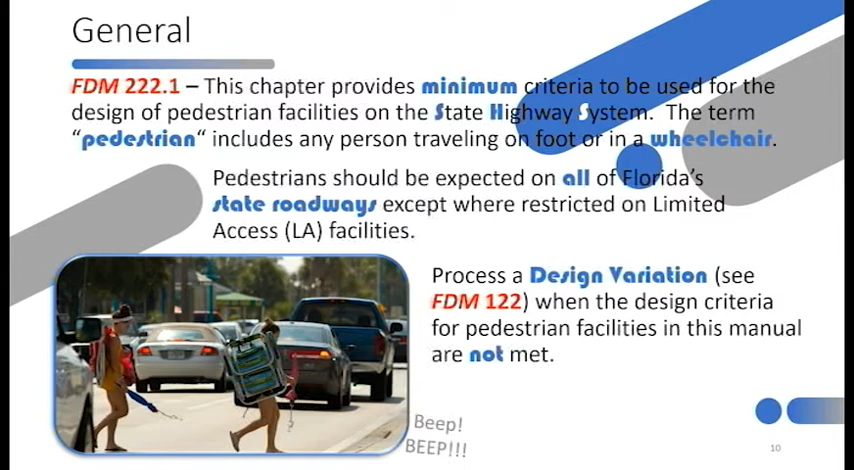 General
FDM 222.1 – This chapter provides minimum criteria to be used for the
design of pedestrian facilities on the State Highway System. The term
“pedestrian“ includes any person traveling on foot or in a wheelchair.
Pedestrians should be expected on all of Florida’s
state roadways except where restricted on Limited
Access (LA) facilities.
Process a Design Variation (see
FDM 122) when the design criteria
for pedestrian facilities in this manual
are not met.
Beep!
BEEP!!!
10